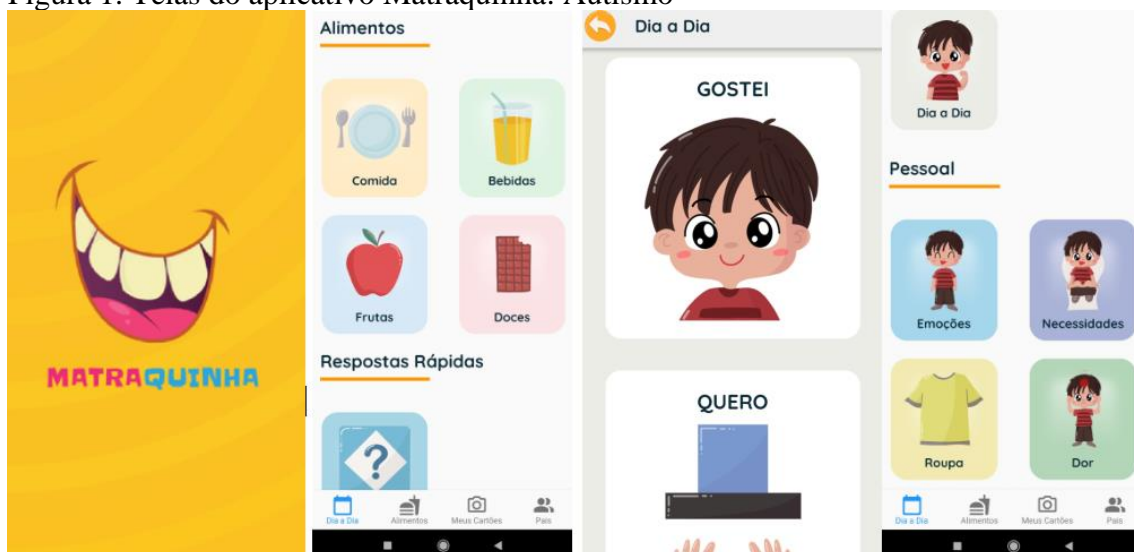 Figura 1: Telas do aplicativo Matraquinha: Autismo
MATRAQUINHA
Alimentos
Comida
Bebidas
Frutas
Doces
Respostas Rápidas
?
Dia a Dia
Alimentos
Meus Cartões
Pais
Dia a Dia
GOSTEI
QUERO
Dia a Dia
Pessoal
Emoções
Necessidades
Roupa
Dor
Dia a Dia
Alimentos
Meus Cartões
Pais